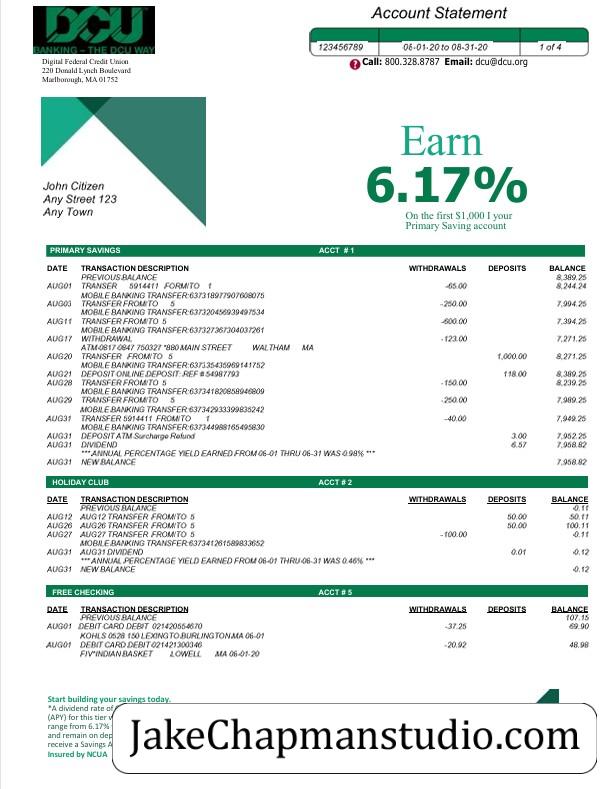 DCU
BANKING – THE DCU WAY
Digital Federal Credit Union
220 Donald Lynch Boulevard
Marlborough, MA 01752
Account Statement
123456789 08-01-20 to 08-31-20 1 of 4
? Call: 800.328.8787 Email: dcu@dcu.org
John Citizen
Any Street 123
Any Town
Earn
6.17%
On the first $1,000 I your
Primary Saving account
PRIMARY SAVINGS ACCT # 1
DATE TRANSACTION DESCRIPTION WITHDRAWALS DEPOSITS BALANCE
PREVIOUS BALANCE 8,389.25
AUG01 TRANSER 5914411 FORM/TO 1 -65.00 8,244.24
MOBILE BANKING TRANSFER:637318977907608075
AUG03 TRANSFER FROM/TO 5 -250.00 7,994.25
MOBILE BANKING TRANSFER:637320456939497534
AUG11 TRANSFER FROM/TO 5 -600.00 7,394.25
MOBILE BANKING TRANSFER:637327367304037261
AUG17 WITHDRAWAL -123.00 7,271.25
ATM-0817 0847 750327 *880 MAIN STREET WALTHAM MA
AUG20 TRANSFER FROM/TO 5 1,000.00 8,271.25
MOBILE BANKING TRANSFER:637335435969141752
AUG21 DEPOSIT ONLINE DEPOSIT: REF # 54987793 118.00 8,389.25
AUG28 TRANSFER FROM/TO 5 -150.00 8,239.25
MOBILE BANKING TRANSFER:637341820858946809
AUG29 TRANSFER FROM/TO 5 -250.00 7,989.25
MOBILE BANKING TRANSFER:637342933399835242
AUG31 TRANSFER 5914411 FROM/TO 1 -40.00 7,949.25
MOBILE BANKING TRANSFER:637344988165495830
AUG31 DEPOSIT ATM Surcharge Refund 3.00 7,952.25
AUG31 DIVIDEND 6.57 7,958.82
*** ANNUAL PERCENTAGE YIELD EARNED FROM 06-01 THRU 06-31 WAS 0.98% ***
AUG31 NEW BALANCE 7,958.82
HOLIDAY CLUB ACCT # 2
DATE TRANSACTION DESCRIPTION WITHDRAWALS DEPOSITS BALANCE
PREVIOUS BALANCE -0.11
AUG12 AUG12 TRANSFER FROM/TO 5 50.00 -50.11
AUG26 AUG26 TRANSFER FROM/TO 5 50.00 100.11
AUG27 AUG27 TRANSFER FROM/TO 5 -100.00 -0.11
MOBILE BANKING TRANSFER:637341261589833652
AUG31 AUG31 DIVIDEND 0.01 -0.12
*** ANNUAL PERCENTAGE YIELD EARNED FROM 06-01 THRU 06-31 WAS 0.46% ***
AUG31 NEW BALANCE -0.12
FREE CHECKING ACCT # 5
DATE TRANSACTION DESCRIPTION WITHDRAWALS DEPOSITS BALANCE
PREVIOUS BALANCE 107.15
AUG01 DEBIT CARD DEBIT 021420554670 -37.25 69.90
KOHLS 0528 150 LEXINGTO BURLINGTON MA 06-01
AUG01 DEBIT CARD DEBIT 021421300346 -20.92 48.98
FIV*INDIAN BASKET LOWELL MA 06-01-20
Start building your savings today.
*A dividend rate of
(APY) for this tier
range from 6.17%
and remain on dep
receive a Savings A
Insured by NCUA
JakeChapmanstudio.com